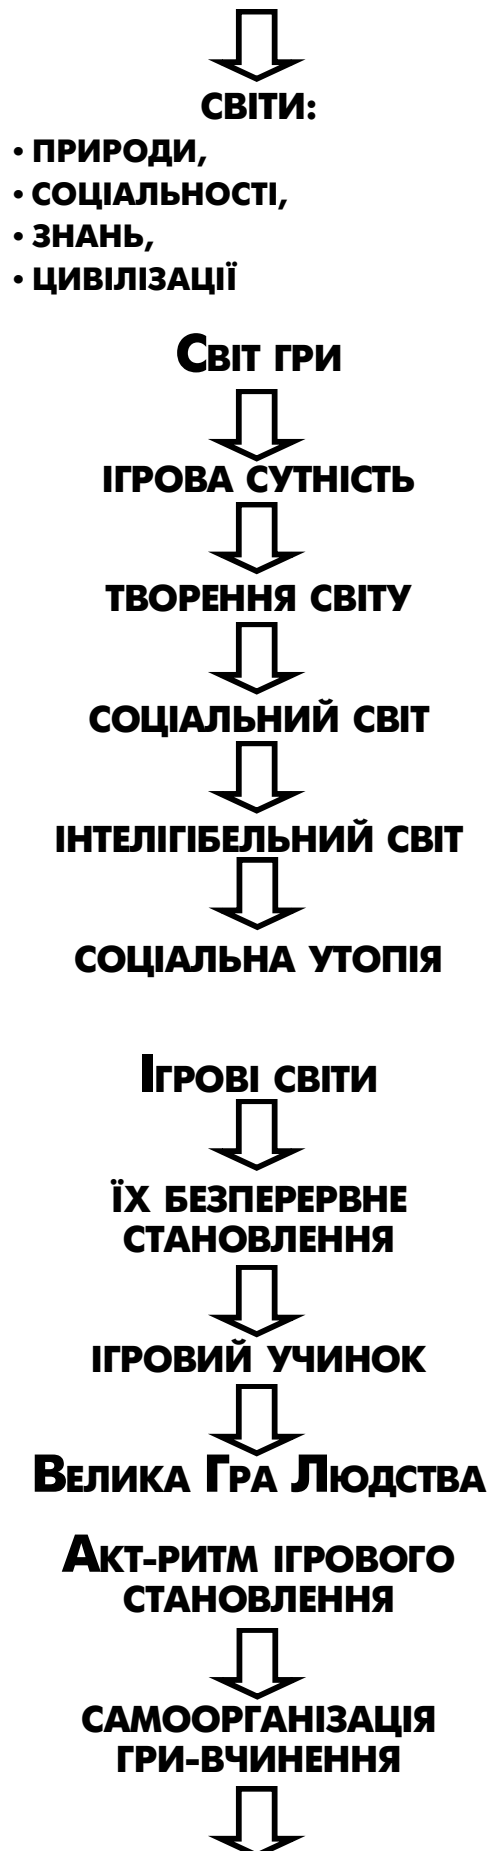 СВІТИ:
• ПРИРОДИ,
• СОЦІАЛЬНОСТІ,
• ЗНАНЬ,
• ЦИВІЛІЗАЦІЇ
СВІТ ГРИ
ІГРОВА СУТНІСТЬ
ТВОРЕННЯ СВІТУ
СОЦІАЛЬНИЙ СВІТ
ІНТЕЛІГІБЕЛЬНИЙ СВІТ
СОЦІАЛЬНА УТОПІЯ
ІГРОВІ СВІТИ
ЇХ БЕЗПЕРЕРВНЕ
СТАНОВЛЕННЯ
ІГРОВИЙ УЧИНОК
ВЕЛИКА ГРА ЛЮДСТВА
АКТ-РИТМ ІГРОВОГО
СТАНОВЛЕННЯ
САМООРГАНІЗАЦІЯ
ГРИ-ВЧИНЕННЯ